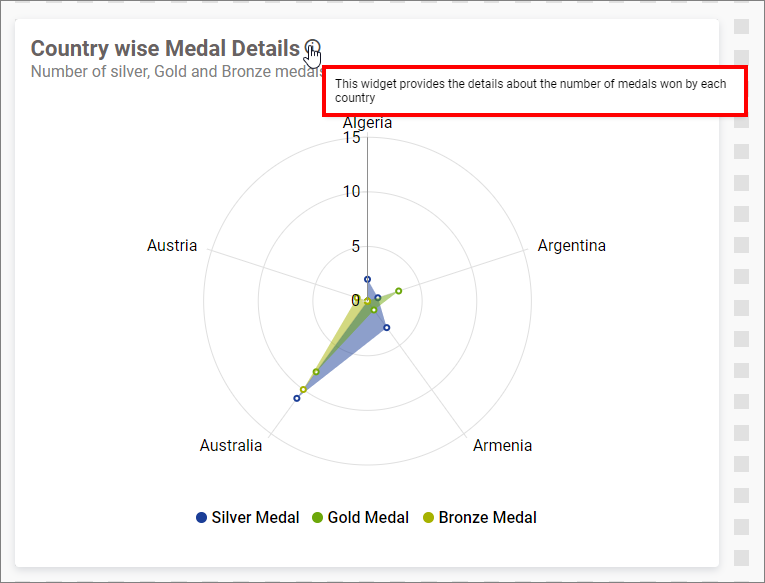 Country wise Medal Details
Number of silver, Gold and Bronze medals
This widget provides the details about the number of medals won by each
country
Algeria
15
10
5
0
Austria
Argentina
Australia
Armenia
Silver Medal Gold Medal Bronze Medal